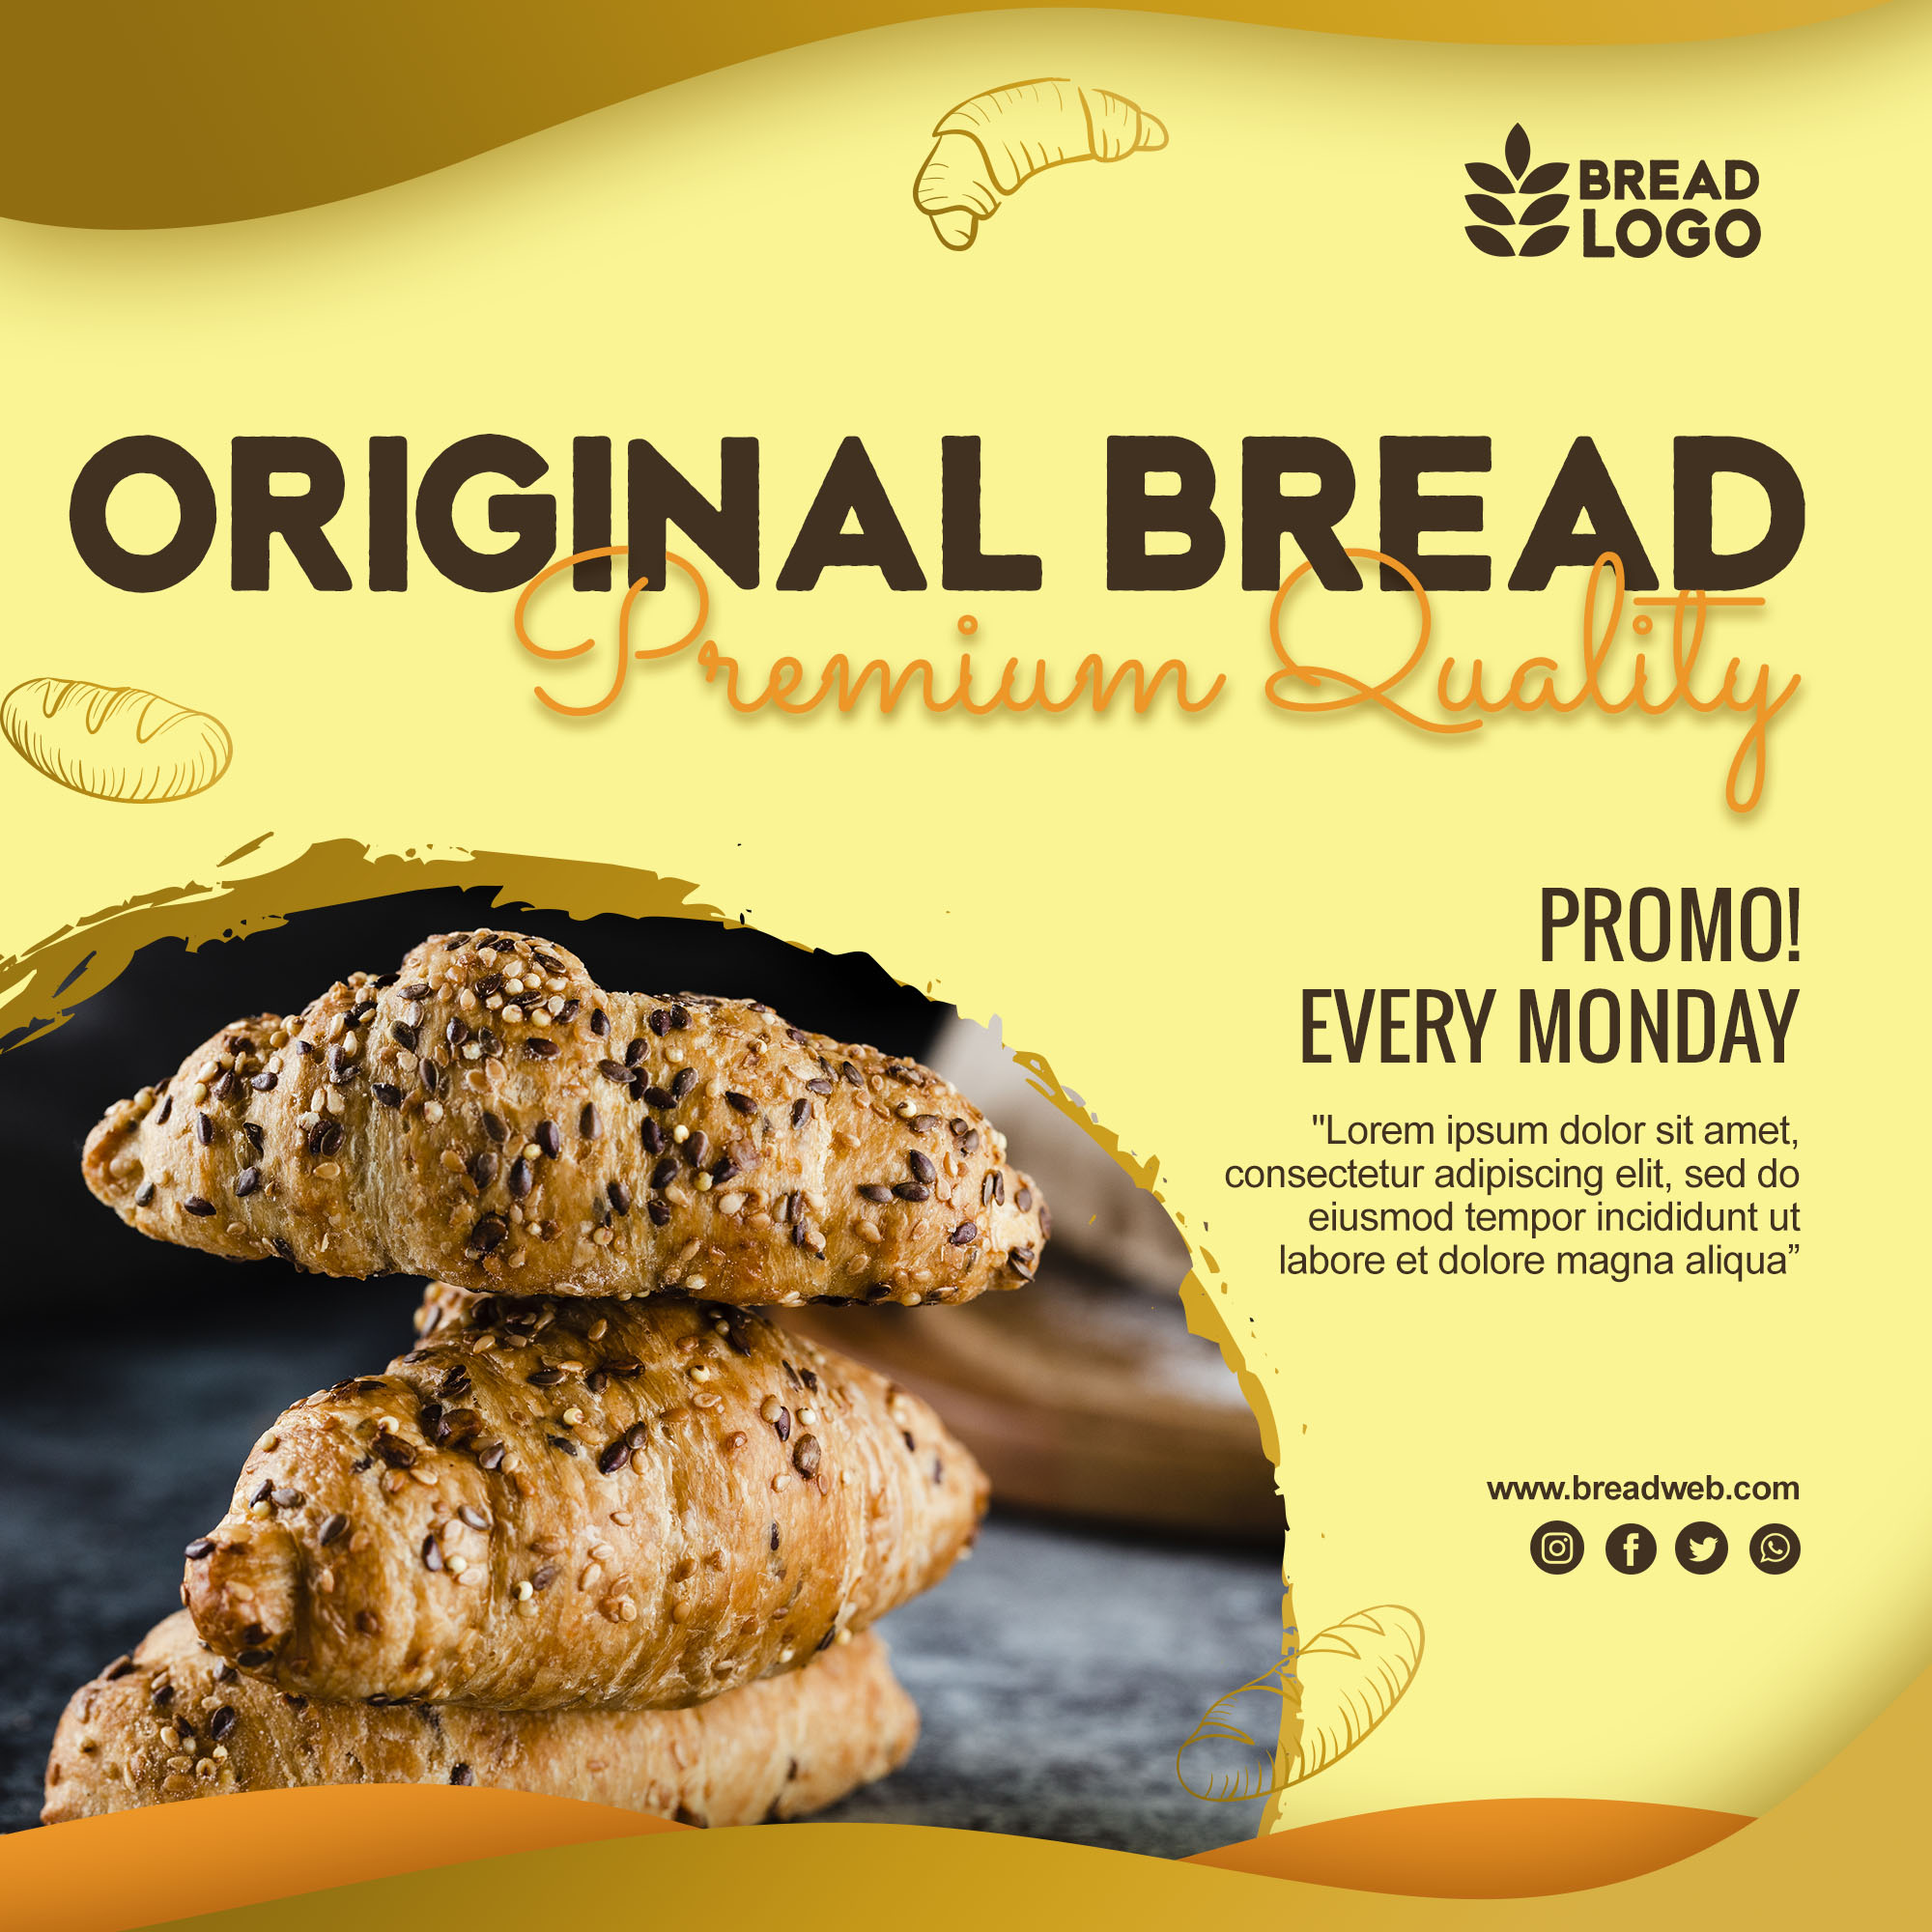 BREAD
LOGO
ORIGINAL BREAD
Premium Quality
PROMO!
EVERY MONDAY
"Lorem ipsum dolor sit amet,
consectetur adipiscing elit, sed do
eiusmod tempor incididunt ut
labore et dolore magna aliqua”
www.breadweb.com